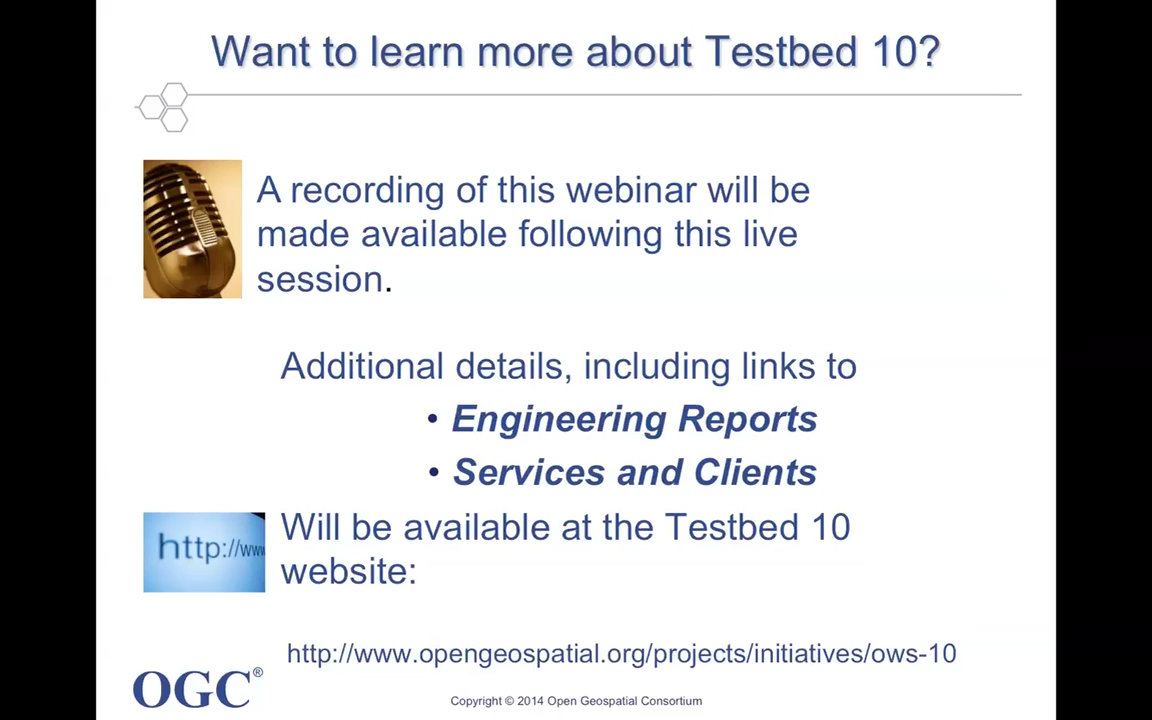 Want to learn more about Testbed 10?
A recording of this webinar will be
made available following this live
session.
Additional details, including links to
• Engineering Reports
• Services and Clients
Will be available at the Testbed 10
website:
http://www
http://www.opengeospatial.org/projects/initiatives/ows-10
OGC®
Copyright © 2014 Open Geospatial Consortium